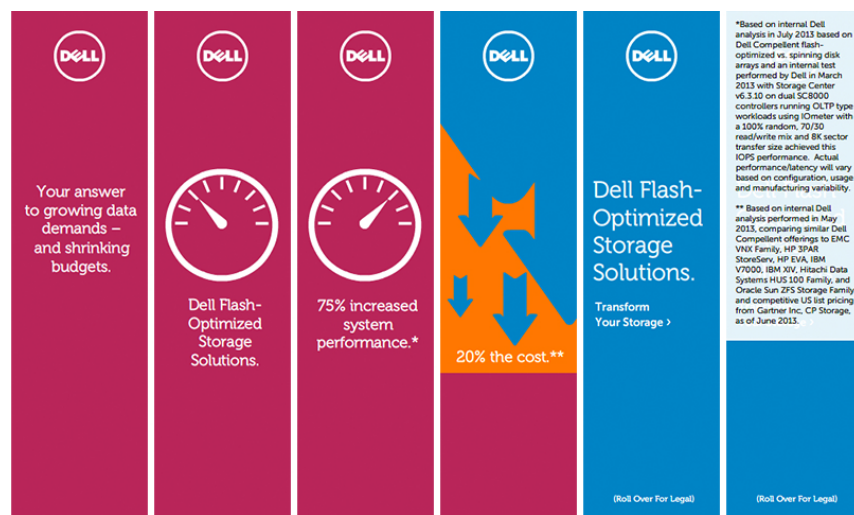 DELL
Your answer
to growing data
demands –
and shrinking
budgets.
DELL
Dell Flash-
Optimized
Storage
Solutions.
DELL
75% increased
system
performance.*
DELL
20% the cost.**
DELL
Dell Flash-
Optimized
Storage
Solutions.
Transform
Your Storage ›
(Roll Over For Legal)
*Based on internal Dell
analysis in July 2013 based on
Dell Compellent flash-
optimized vs. spinning disk
arrays and an internal test
performed by Dell in March
2013 with Storage Center
v6.3.10 on dual SC8000
controllers running OLTP type
workloads using IOmeter with
a 100% random, 70/30
read/write mix and 8K sector
transfer size achieved this
IOPS performance. Actual
performance/latency will vary
based on configuration, usage
and manufacturing variability.
** Based on internal Dell
analysis performed in May
2013, comparing similar Dell
Compellent offerings to EMC
VNX Family, HP 3PAR
StoreServ, HP EVA, IBM
V7000, IBM XIV, Hitachi Data
Systems HUS 100 Family, and
Oracle Sun ZFS Storage Family
and competitive US list pricing
from Gartner Inc, CP Storage,
as of June 2013.
(Roll Over For Legal)